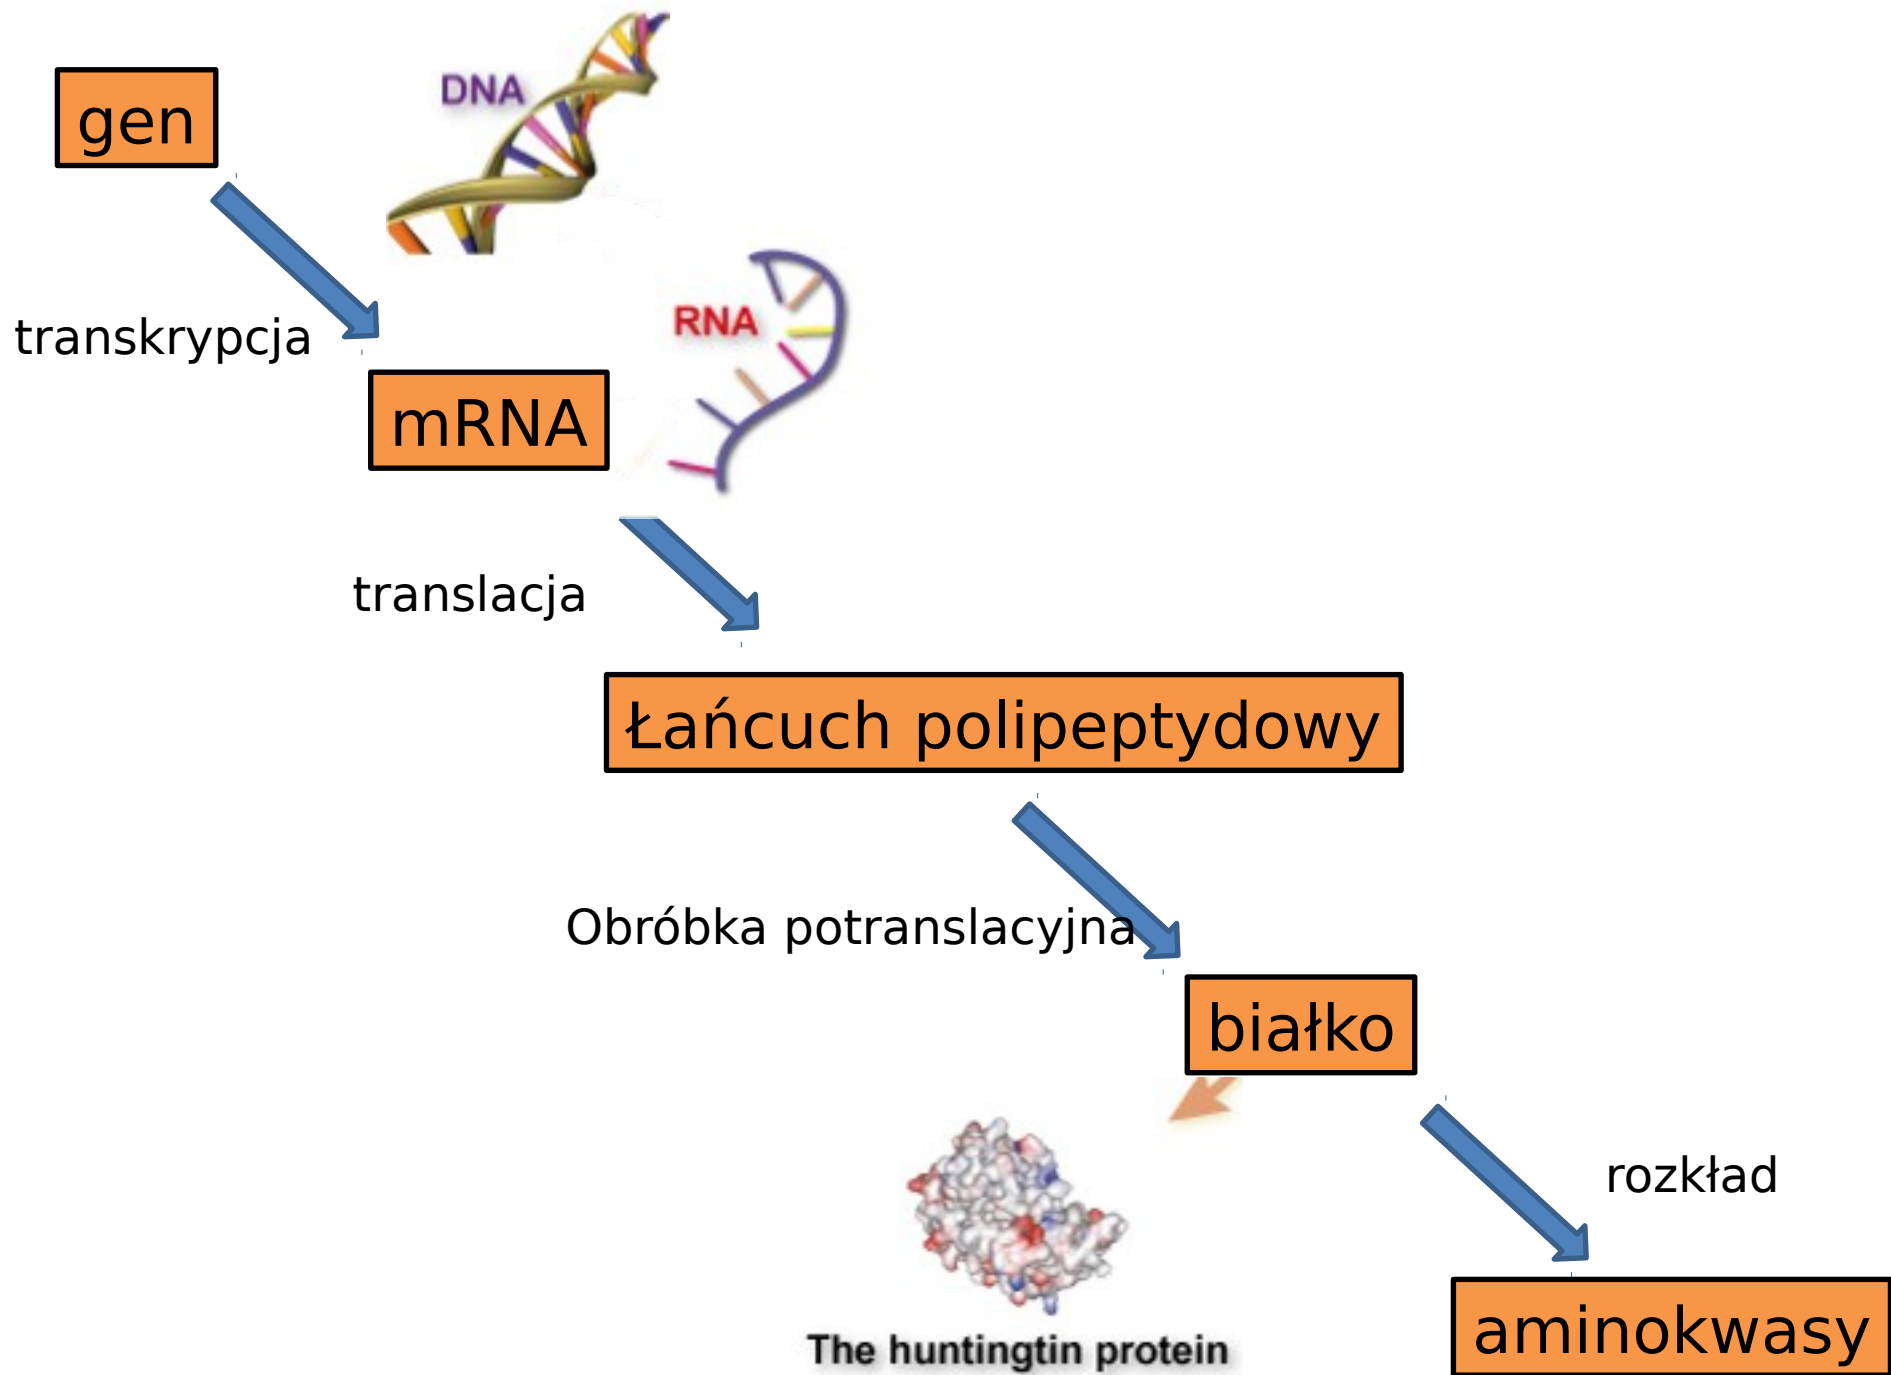 gen
DNA
transkrypcja
RNA
mRNA
translacja
Łańcuch polipeptydowy
Obróbka potranslacyjna
białko
rozkład
The huntingtin protein
aminokwasy